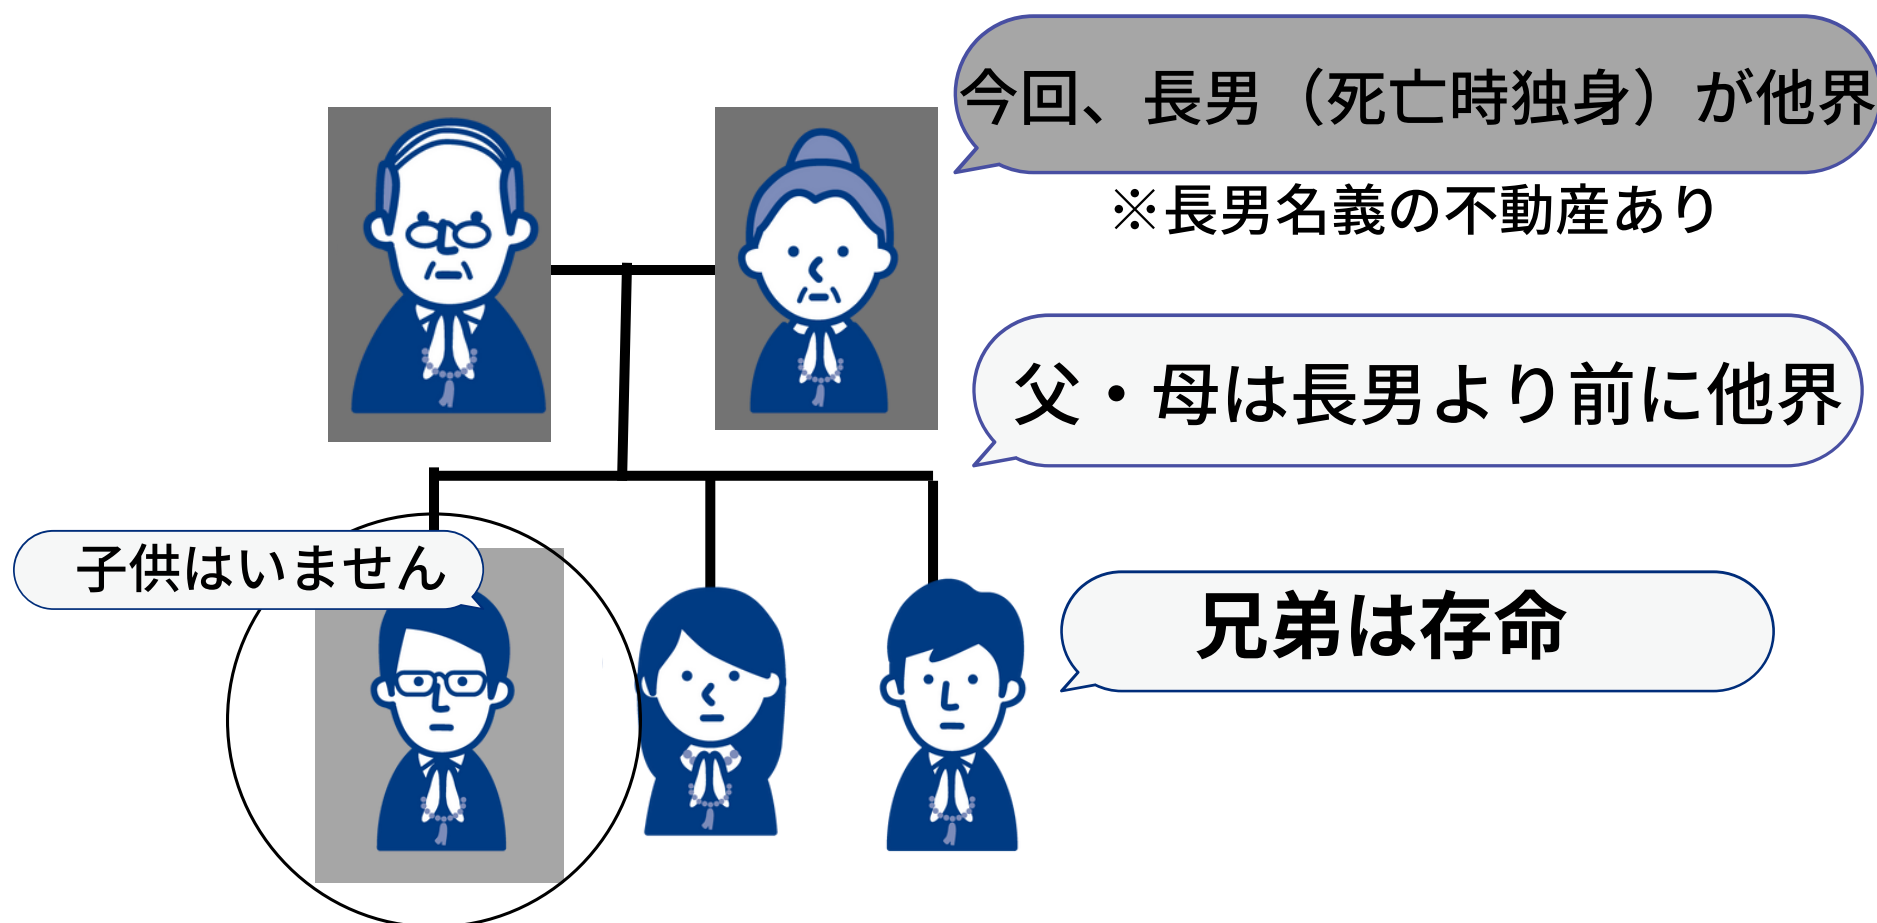 今回、長男（死亡時独身）が他界
※長男名義の不動産あり
父・母は長男より前に他界
子供はいません
兄弟は存命